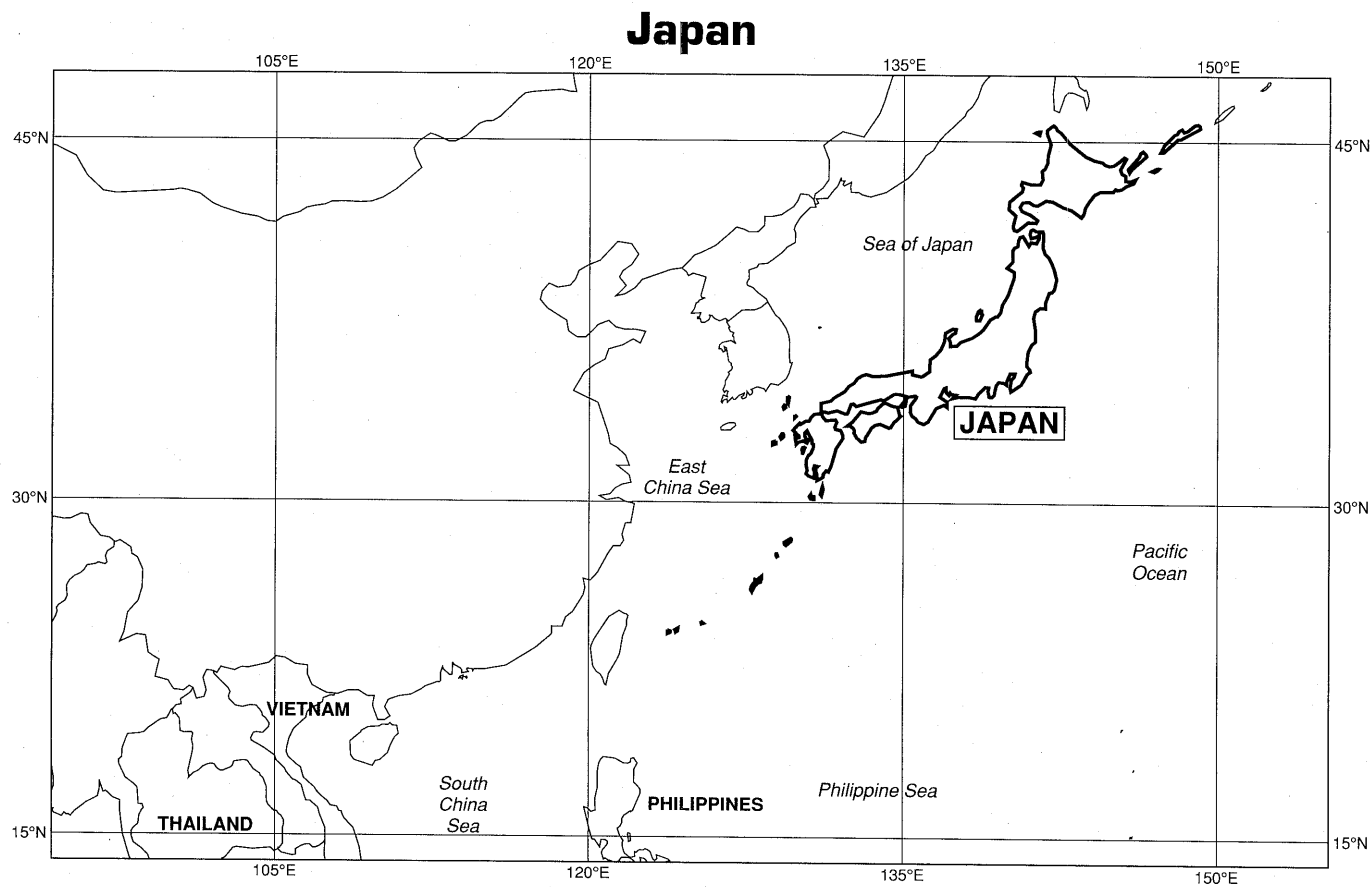 Japan
105°E
120°E
135°E
150°E
45°N
45°N
Sea of Japan
JAPAN
East
China Sea
30°N
30°N
Pacific
Ocean
VIETNAM
South
China
Sea
PHILIPPINES
Philippine Sea
THAILAND
15°N
15°N
105°E
120°E
135°E
150°E